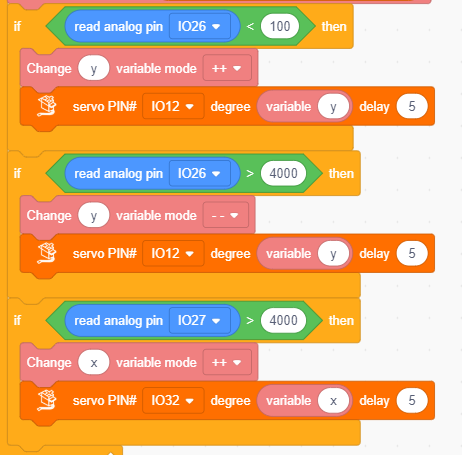 if read analog pin IO26 < 100 then
Change y variable mode ++
servo PIN# IO12 degree variable y delay 5
if read analog pin IO26 > 4000 then
Change y variable mode --
servo PIN# IO12 degree variable y delay 5
if read analog pin IO27 > 4000 then
Change x variable mode ++
servo PIN# IO32 degree variable x delay 5